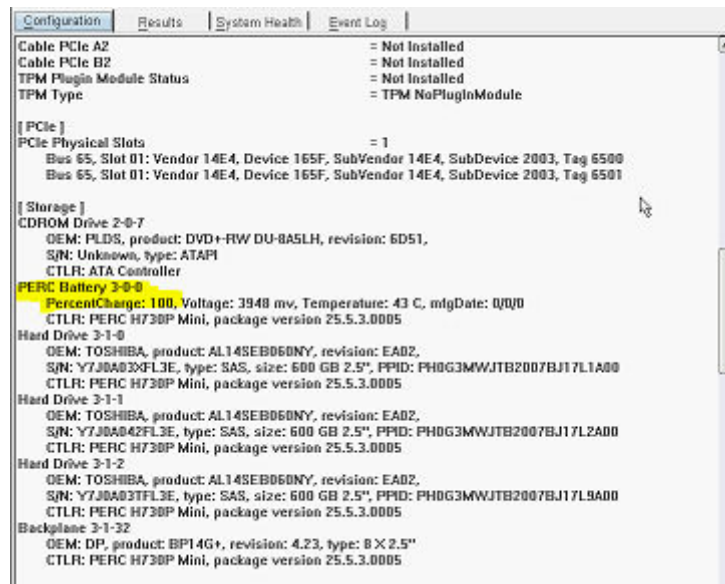 Configuration Results System Health Event Log
Cable PCIe A2 = Not Installed
Cable PCIe B2 = Not Installed
TPM Plugin Module Status = Not Installed
TPM Type = TPM NoPlugInModule
[ PCIe ]
PCIe Physical Slots = 1
Bus 65, Slot 01: Vendor 14E4, Device 165F, SubVendor 14E4, SubDevice 2003, Tag 6500
Bus 65, Slot 01: Vendor 14E4, Device 165F, SubVendor 14E4, SubDevice 2003, Tag 6501
[ Storage ]
CDROM Drive 2-0-7
OEM: PLDS, product: DVD+-RW DU-8A5LH, revision: 6D51,
S/N: Unknown, type: ATAPI
CTLR: ATA Controller
PERC Battery 3-0-0
PercentCharge: 100, Voltage: 3948 mv, Temperature: 43 C, mfgDate: 0/0/0
CTLR: PERC H730P Mini, package version 25.5.3.0005
Hard Drive 3-1-0
OEM: TOSHIBA, product: AL14SEB060NY, revision: EA02,
S/N: Y7J0A03XFL3E, type: SAS, size: 600 GB 2.5", PPID: PH0G3MWJTB2007BJ17L1A00
CTLR: PERC H730P Mini, package version 25.5.3.0005
Hard Drive 3-1-1
OEM: TOSHIBA, product: AL14SEB060NY, revision: EA02,
S/N: Y7J0A042FL3E, type: SAS, size: 600 GB 2.5", PPID: PH0G3MWJTB2007BJ17L2A00
CTLR: PERC H730P Mini, package version 25.5.3.0005
Hard Drive 3-1-2
OEM: TOSHIBA, product: AL14SEB060NY, revision: EA02,
S/N: Y7J0A03TFL3E, type: SAS, size: 600 GB 2.5", PPID: PH0G3MWJTB2007BJ17L9A00
CTLR: PERC H730P Mini, package version 25.5.3.0005
Backplane 3-1-32
OEM: DP, product: BP14G+, revision: 4.23, type: 8 X 2.5"
CTLR: PERC H730P Mini, package version 25.5.3.0005